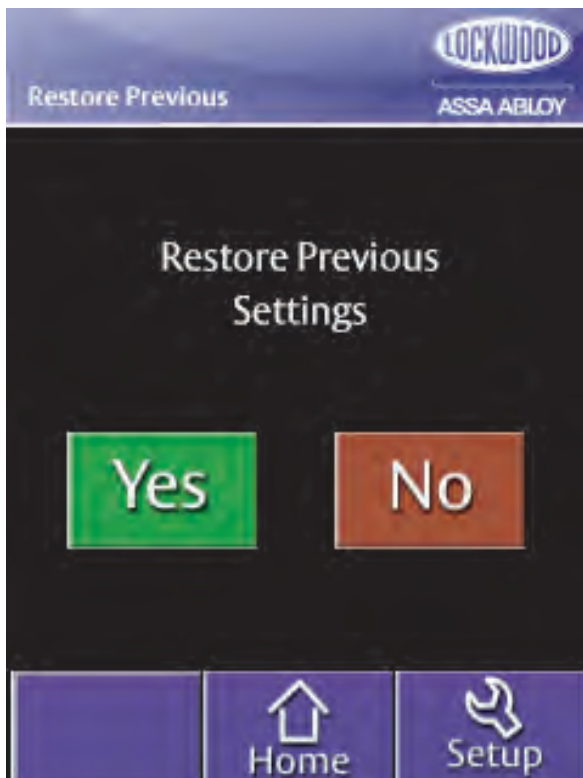 LOCKWOOD
Restore Previous
ASSA ABLOY
Restore Previous
Settings
Yes
No
Home
Setup